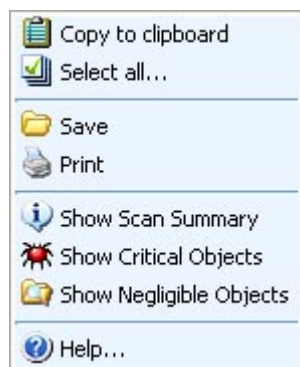 Copy to clipboard
Select all...
Save
Print
Show Scan Summary
Show Critical Objects
Show Negligible Objects
Help...